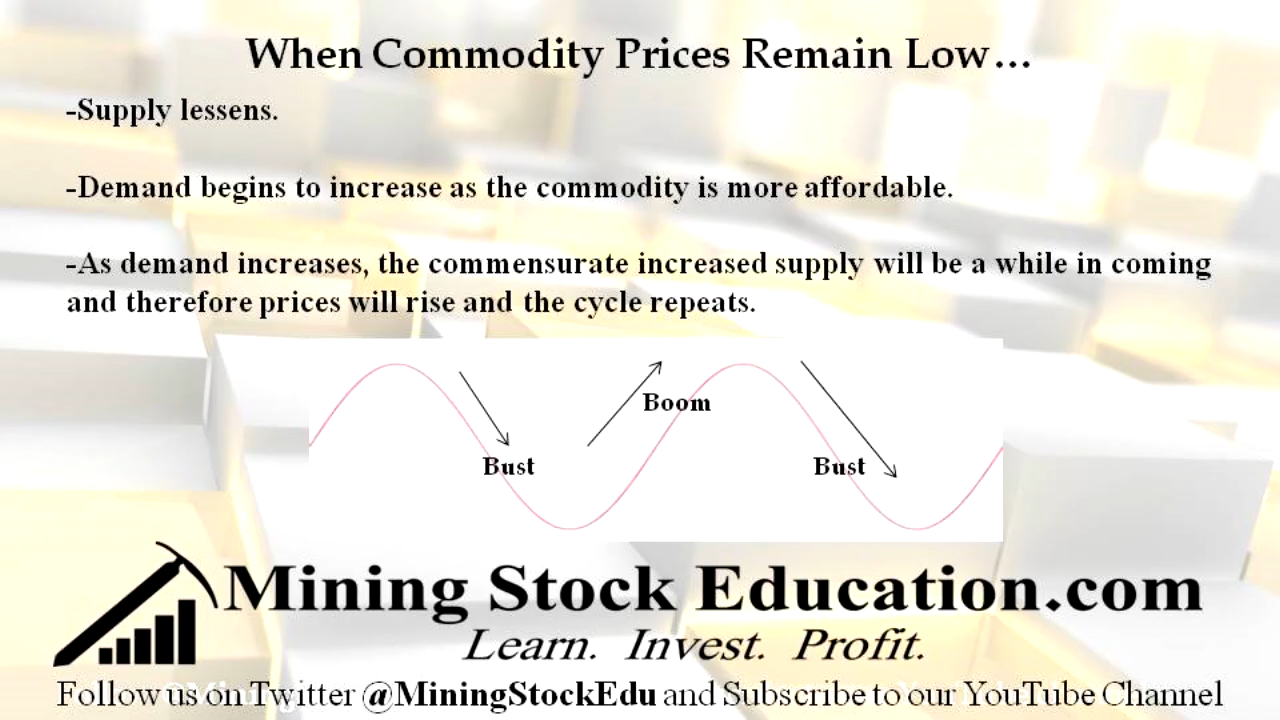 When Commodity Prices Remain Low…
-Supply lessens.
-Demand begins to increase as the commodity is more affordable.
-As demand increases, the commensurate increased supply will be a while in coming
and therefore prices will rise and the cycle repeats.
Boom
Bust
Bust
Mining Stock Education.com
Learn. Invest. Profit.
Follow us on Twitter @MiningStockEdu and Subscribe to our YouTube Channel